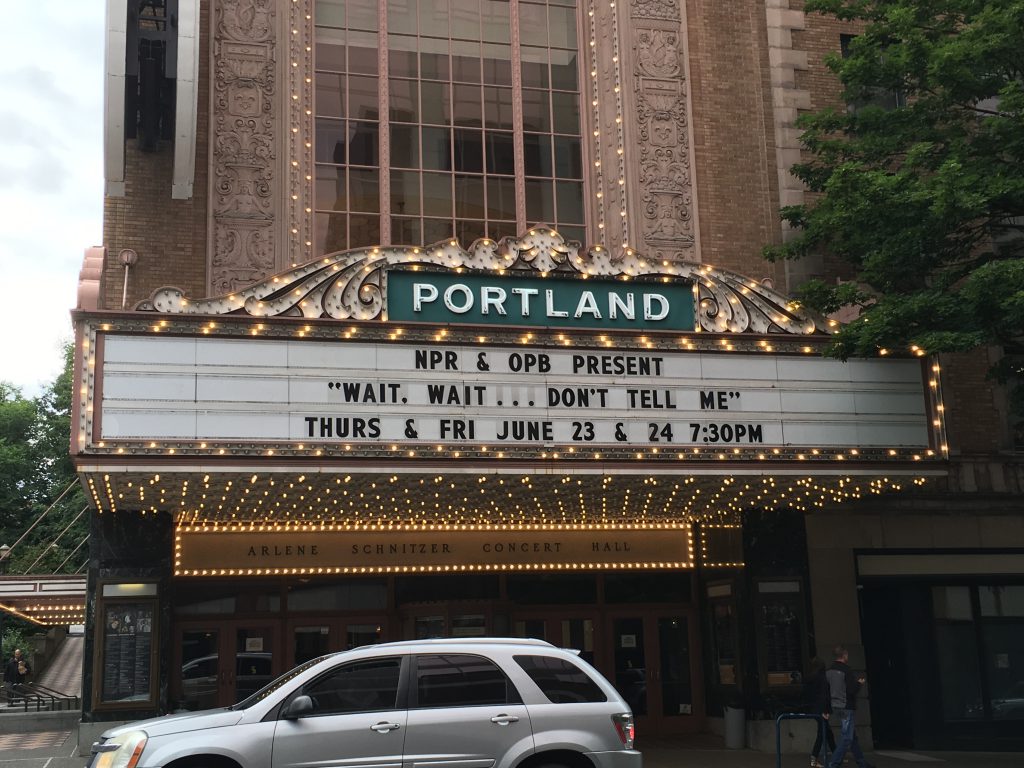 PORTLAND
NPR & OPB PRESENT
"WAIT, WAIT... DON'T TELL ME"
THURS & FRI JUNE 23 & 24 7:30PM
ARLENE SCHNITZER CONCERT HALL